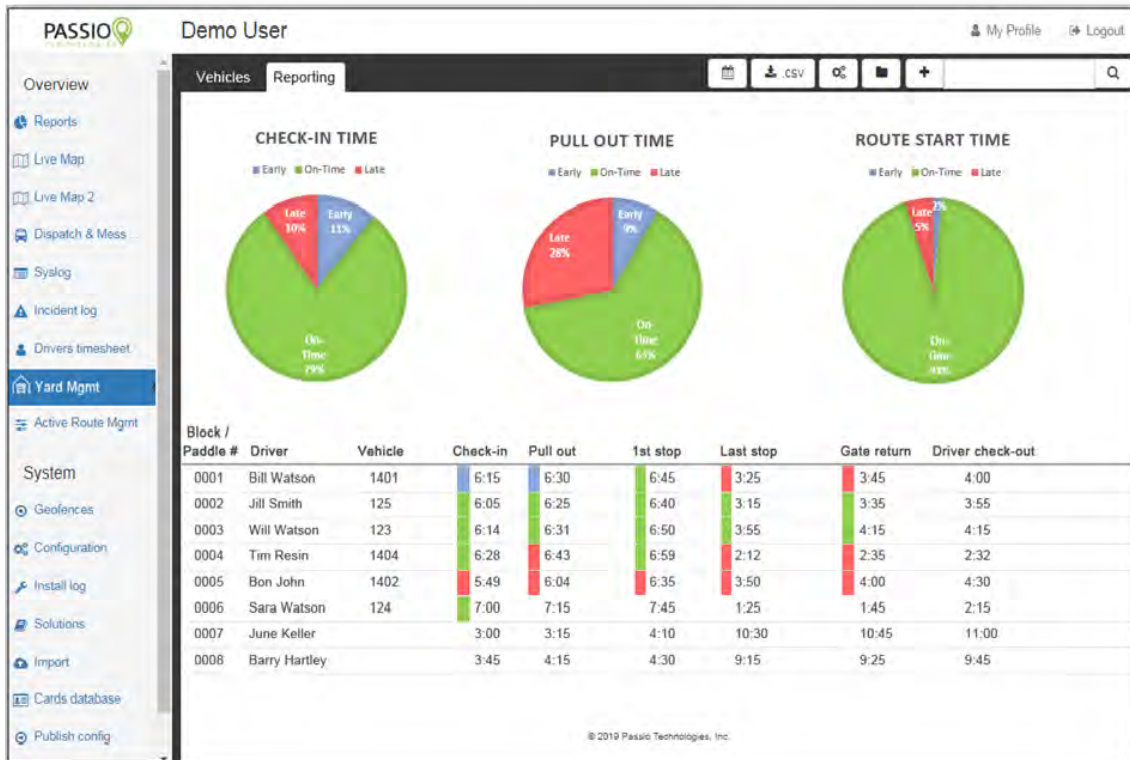 PASSIO
Demo User
My Profile
Logout
Overview
Reports
Live Map
Live Map 2
Dispatch & Mess ...
Syslog
Incident log
Drivers timesheet
Yard Mgmt
Active Route Mgmt
System
Geofences
Configuration
Install log
Solutions
Import
Cards database
Publish config
Vehicles Reporting
.csv
CHECK-IN TIME
Early On-Time Late
Late 10%
Early 11%
On-Time 79%
PULL OUT TIME
Early On-Time Late
Late 28%
Early 9%
On-Time
ROUTE START TIME
Early On-Time Late
Late 5%
2%
On-Time
Block / Paddle # Driver Vehicle Check-in Pull out 1st stop Last stop Gate return Driver check-out
0001 Bill Watson 1401 6:15 6:30 6:45 3:25 3:45 4:00
0002 Jill Smith 125 6:05 6:25 6:40 3:15 3:35 3:55
0003 Will Watson 123 6:14 6:31 6:50 3:55 4:15 4:15
0004 Tim Resin 1404 6:28 6:43 6:59 2:12 2:35 2:32
0005 Bon John 1402 5:49 6:04 6:35 3:50 4:00 4:30
0006 Sara Watson 124 7:00 7:15 7:45 1:25 1:45 2:15
0007 June Keller 3:00 3:15 4:10 10:30 10:45 11:00
0008 Barry Hartley 3:45 4:15 4:30 9:15 9:25 9:45
© 2019 Passio Technologies, Inc.